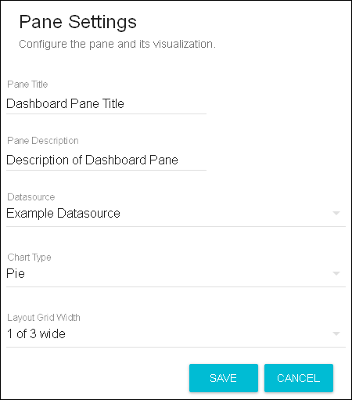 Pane Settings
Configure the pane and its visualization.
Pane Title
Dashboard Pane Title
Pane Description
Description of Dashboard Pane
Datasource
Example Datasource
Chart Type
Pie
Layout Grid Width
1 of 3 wide
SAVE CANCEL